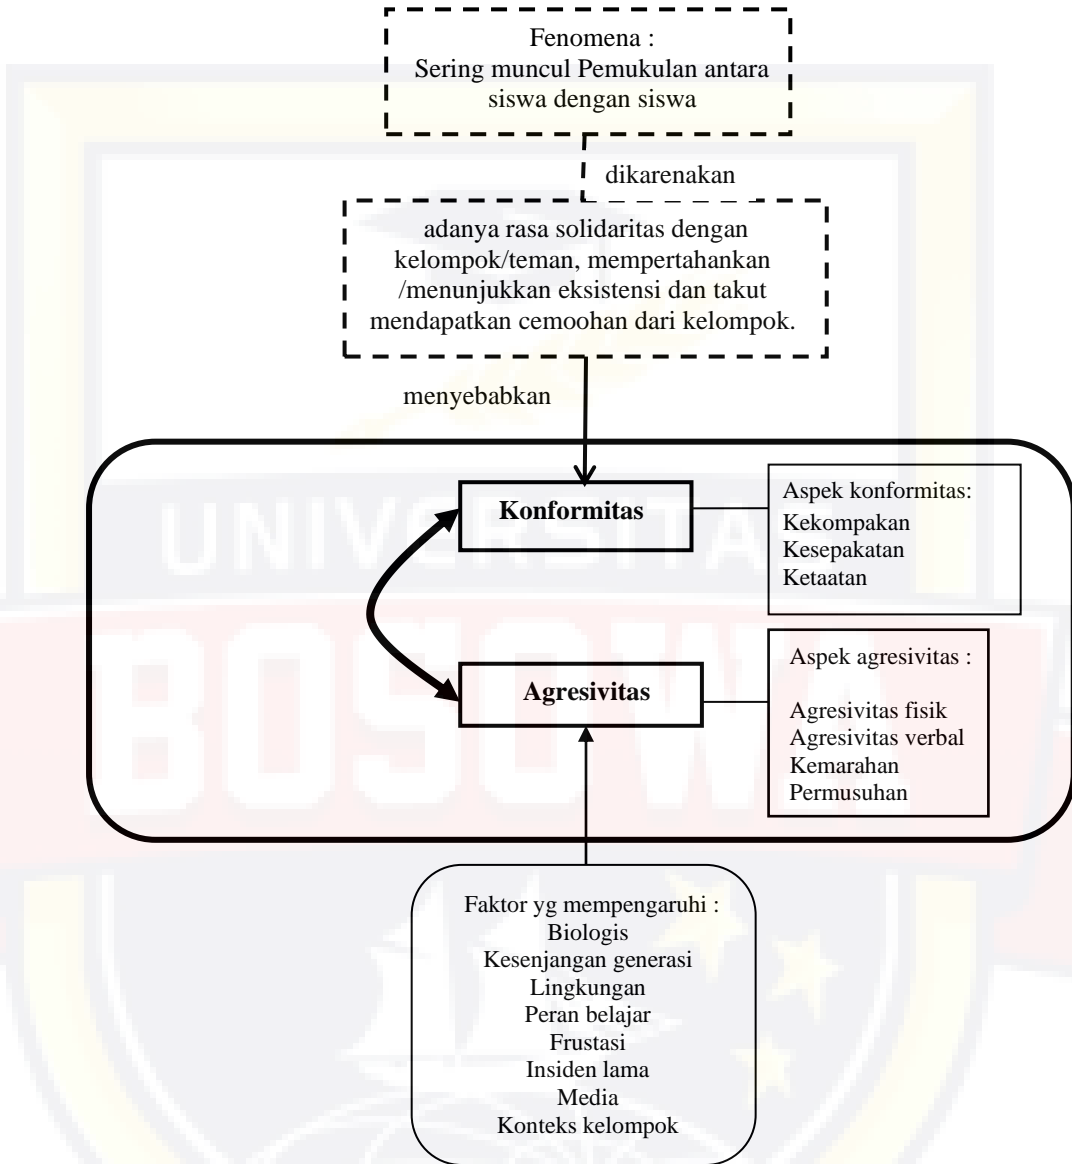 Fenomena :
Sering muncul Pemukulan antara
siswa dengan siswa
dikarenakan
adanya rasa solidaritas dengan
kelompok/teman, mempertahankan
/menunjukkan eksistensi dan takut
mendapatkan cemoohan dari kelompok.
menyebabkan
Konformitas
Aspek konformitas:
Kekompakan
Kesepakatan
Ketaatan
UNIVERSITAS
BOSOWA
Agresivitas
Aspek agresivitas :
Agresivitas fisik
Agresivitas verbal
Kemarahan
Permusuhan
Faktor yg mempengaruhi :
Biologis
Kesenjangan generasi
Lingkungan
Peran belajar
Frustasi
Insiden lama
Media
Konteks kelompok